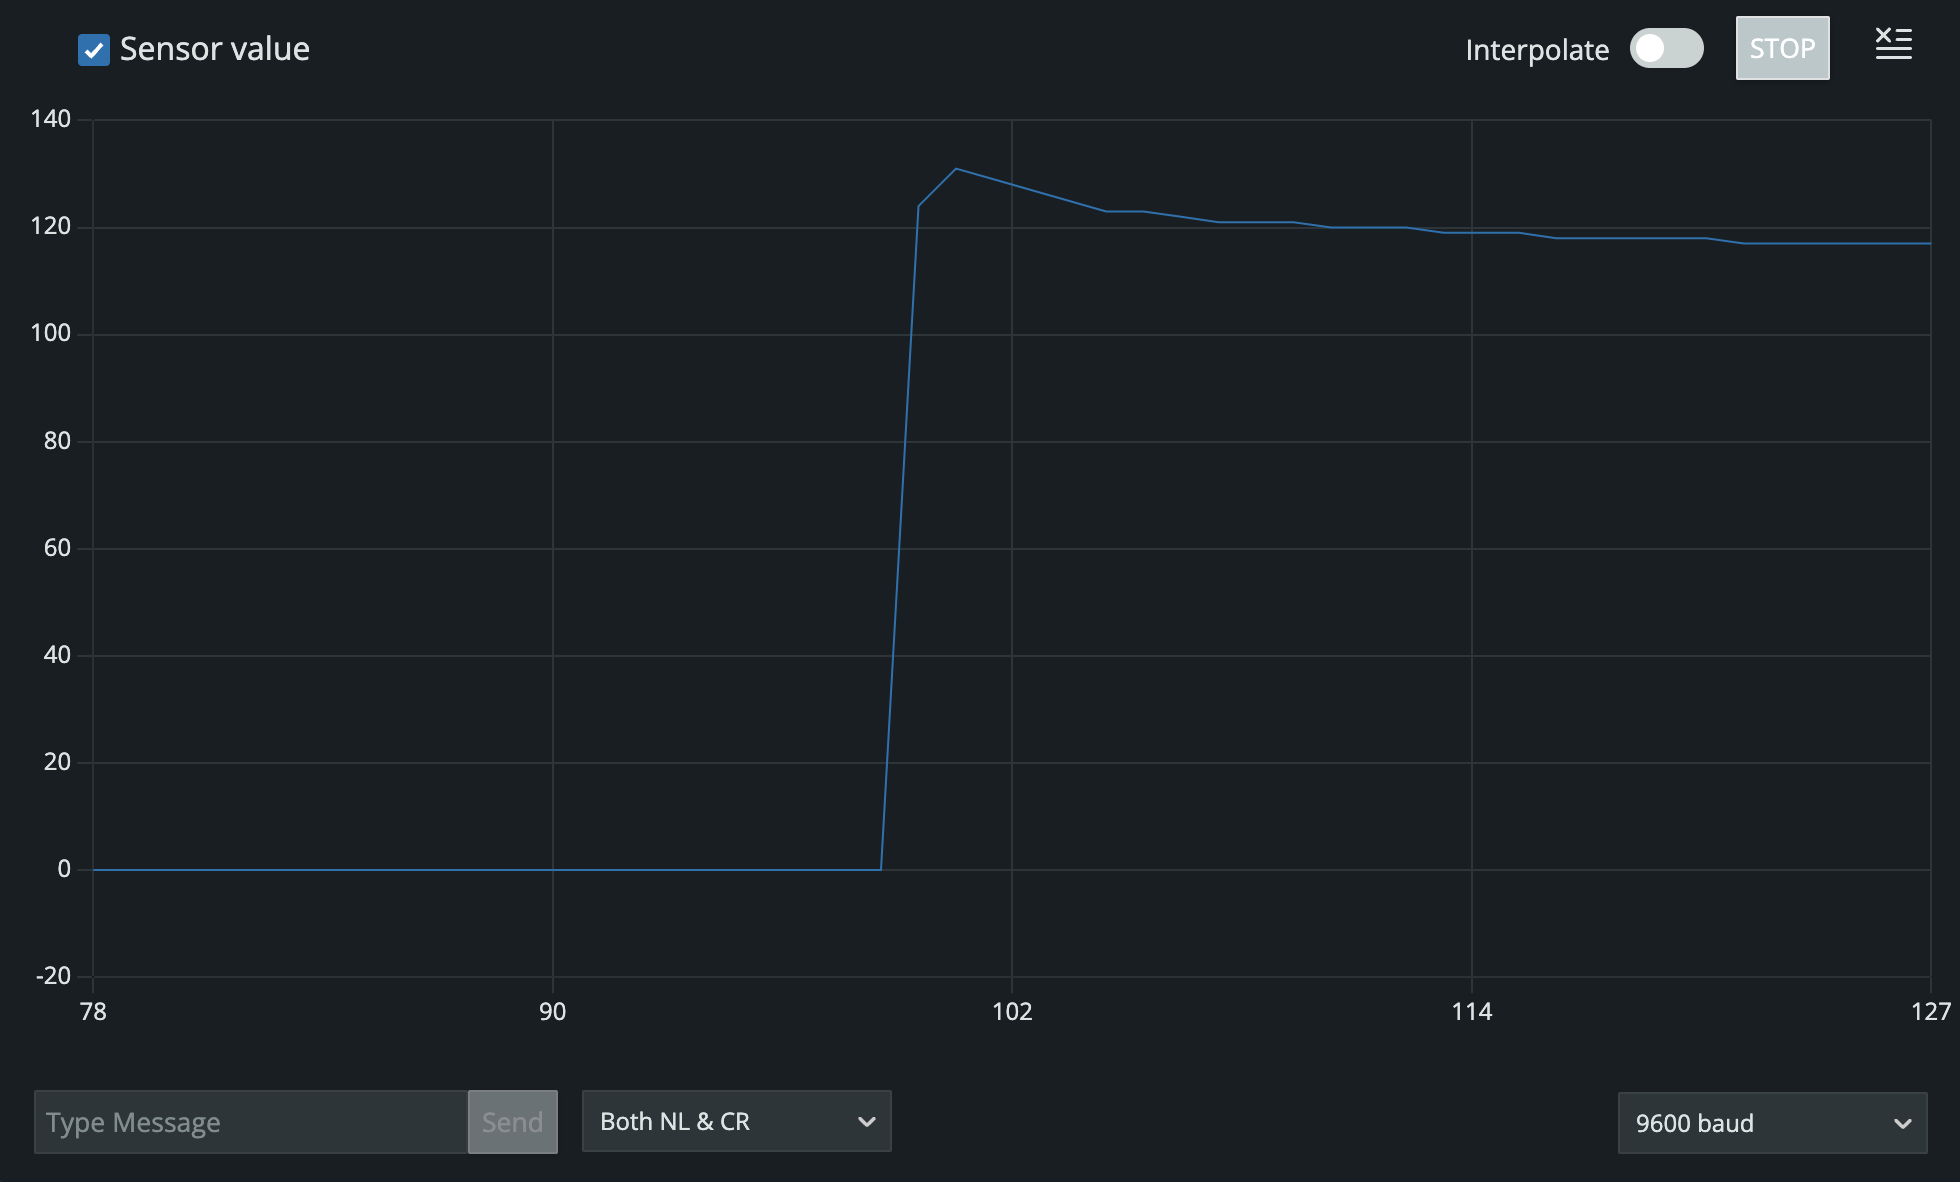 Sensor value
Interpolate
STOP
140
120
100
80
60
40
20
0
-20
78 90 102 114 127
Type Message
Send
Both NL & CR
9600 baud